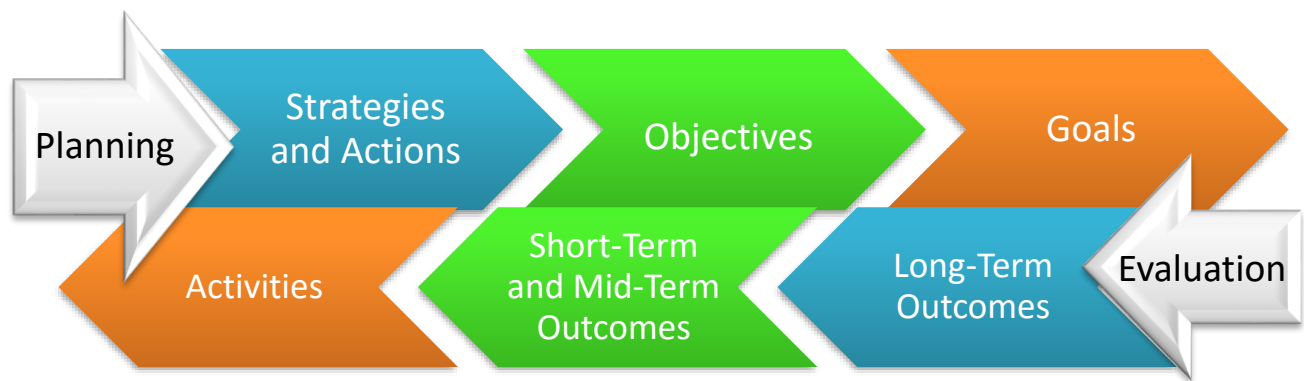 Planning
Strategies
and Actions
Objectives
Goals
Activities
Short-Term
and Mid-Term
Outcomes
Long-Term
Outcomes
Evaluation